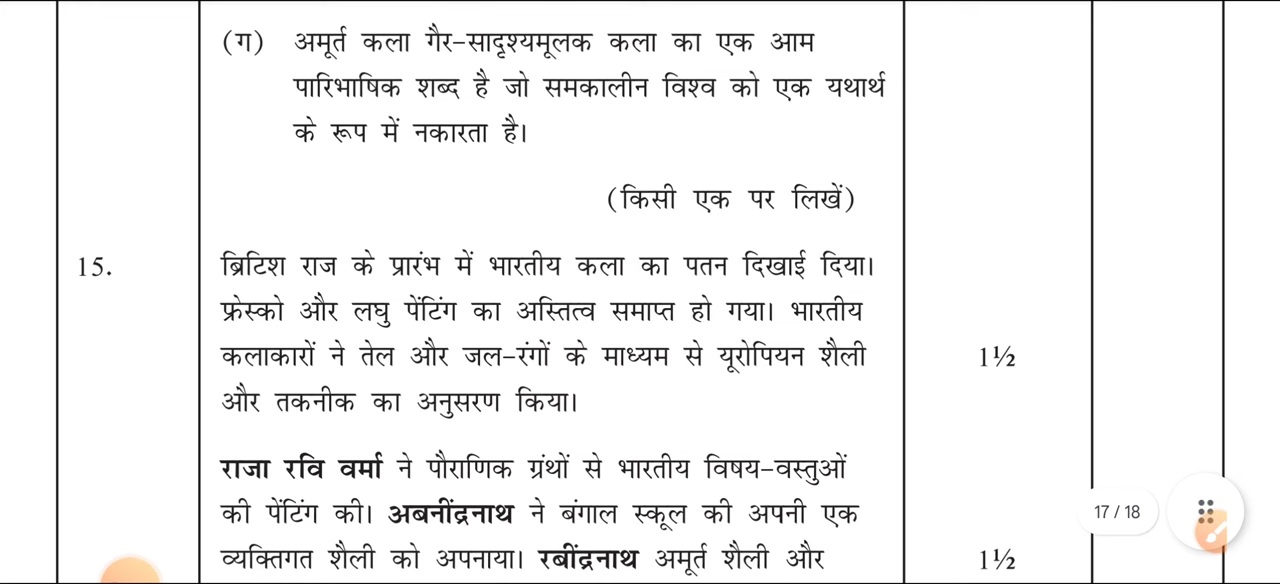 (ग) अमूर्त कला गैर-सादृश्यमूलक कला का एक आम
पारिभाषिक शब्द है जो समकालीन विश्व को एक यथार्थ
के रूप में नकारता है।
(किसी एक पर लिखें)
15. ब्रिटिश राज के प्रारंभ में भारतीय कला का पतन दिखाई दिया।
फ्रेस्को और लघु पेंटिंग का अस्तित्व समाप्त हो गया। भारतीय
कलाकारों ने तेल और जल-रंगों के माध्यम से यूरोपियन शैली 1½
और तकनीक का अनुसरण किया।
राजा रवि वर्मा ने पौराणिक ग्रंथों से भारतीय विषय-वस्तुओं
की पेंटिंग की। अबनींद्रनाथ ने बंगाल स्कूल की अपनी एक
17 / 18
व्यक्तिगत शैली को अपनाया। रबींद्रनाथ अमूर्त शैली और 1½